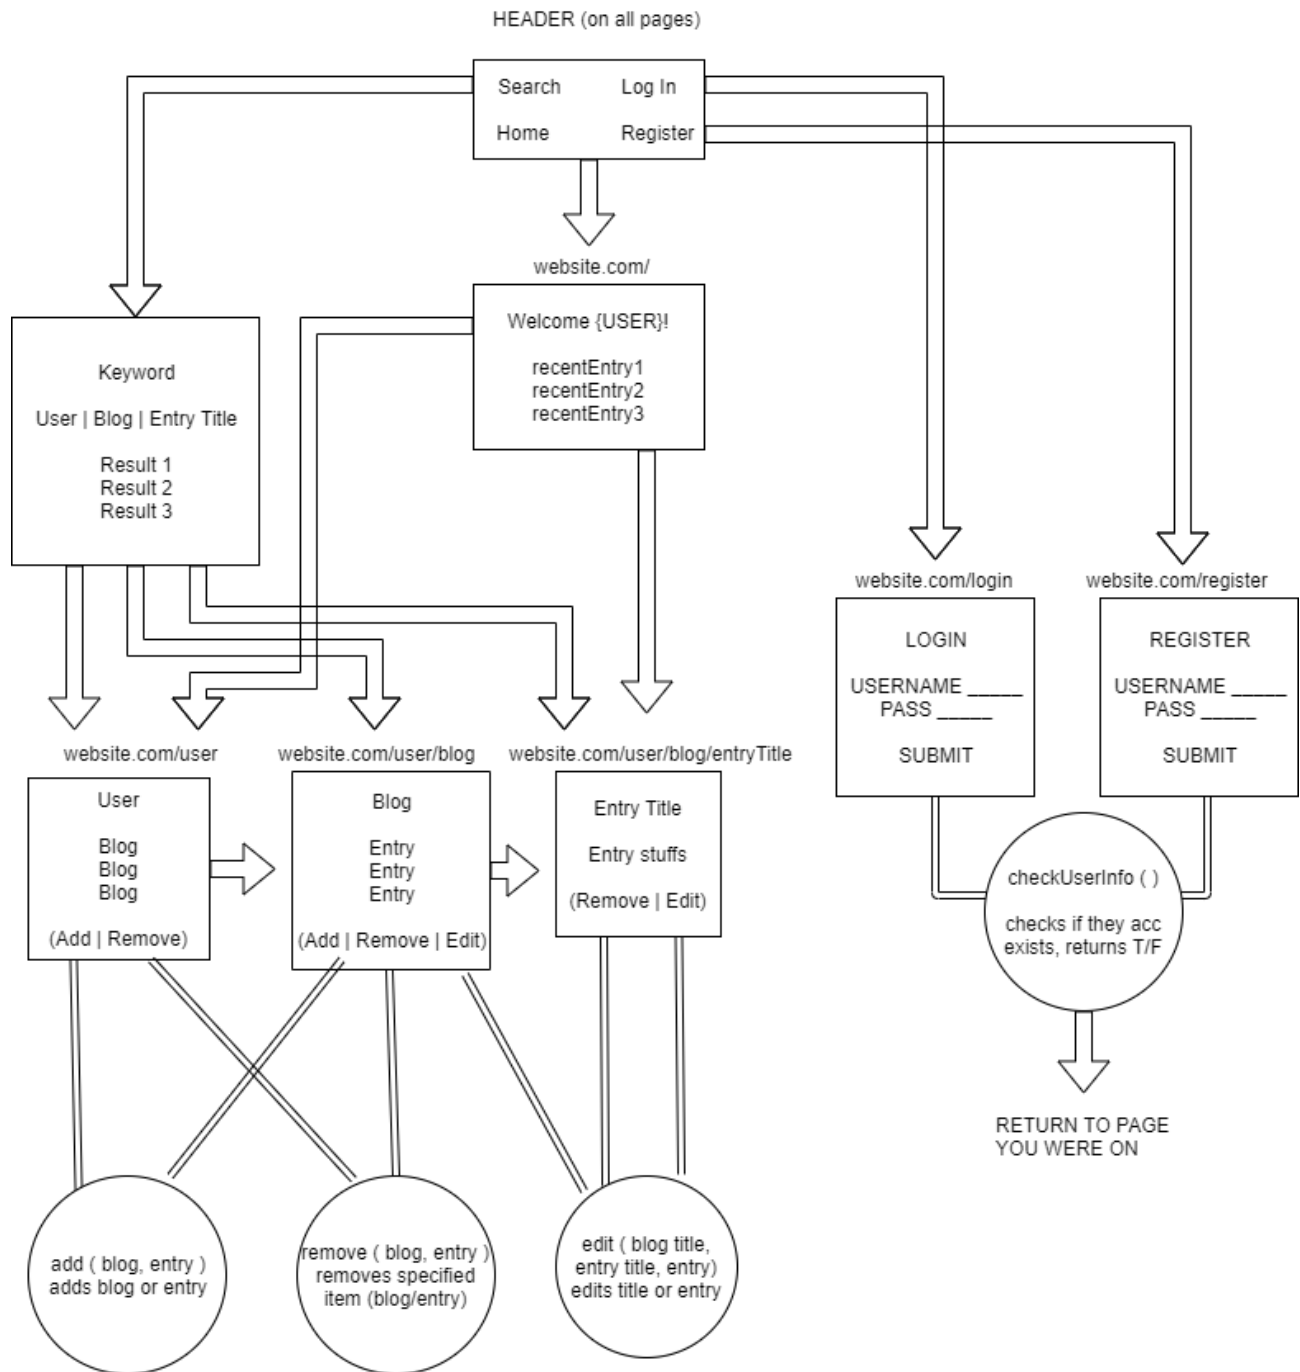 HEADER (on all pages)
Search Log In
Home Register
website.com/
Welcome {USER}!
recentEntry1
recentEntry2
recentEntry3
Keyword
User | Blog | Entry Title
Result 1
Result 2
Result 3
website.com/login
LOGIN
USERNAME _____
PASS _____
SUBMIT
website.com/register
REGISTER
USERNAME _____
PASS _____
SUBMIT
website.com/user
User
Blog
Blog
Blog
(Add | Remove)
website.com/user/blog
Blog
Entry
Entry
Entry
(Add | Remove | Edit)
website.com/user/blog/entryTitle
Entry Title
Entry stuffs
(Remove | Edit)
checkUserInfo ( )
checks if they acc
exists, returns T/F
RETURN TO PAGE
YOU WERE ON
add ( blog, entry )
adds blog or entry
remove ( blog, entry )
removes specified
item (blog/entry)
edit ( blog title,
entry title, entry)
edits title or entry